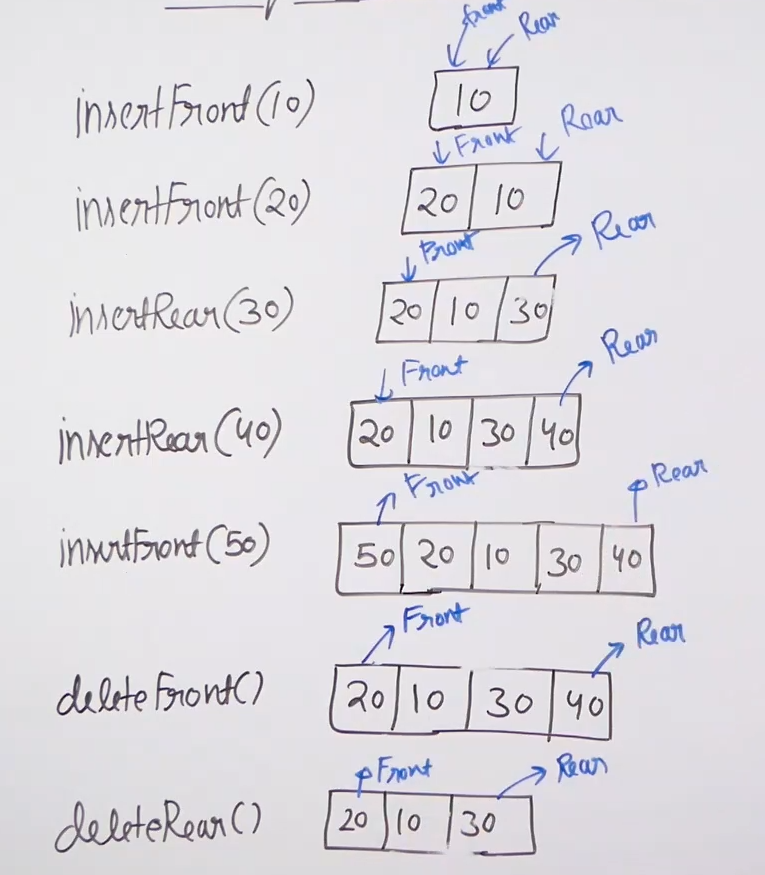 Front Rear
insertFront(10) 10
Front Rear
insertFront(20) 20 10
Front Rear
insertRear(30) 20 10 30
Front Rear
insertRear(40) 20 10 30 40
Front Rear
insertFront(50) 50 20 10 30 40
Front Rear
deleteFront() 20 10 30 40
Front Rear
deleteRear() 20 10 30